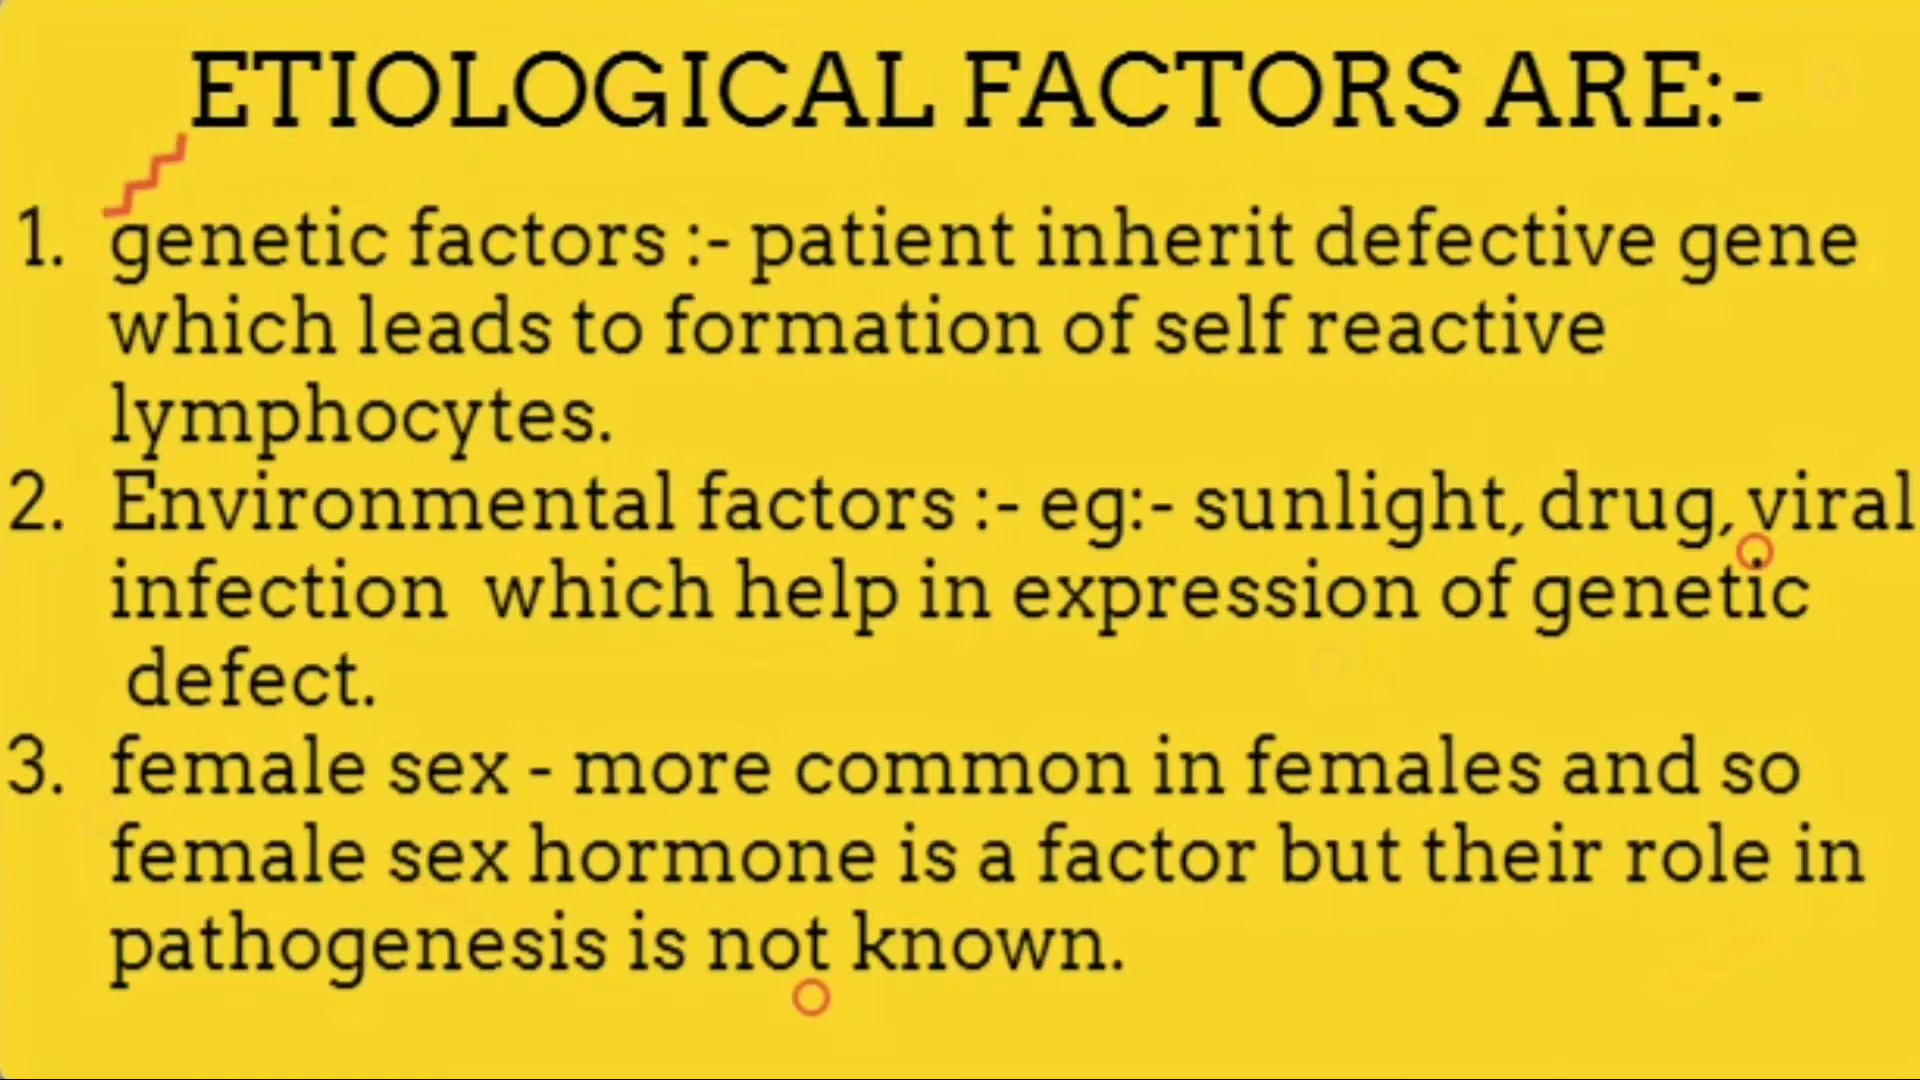 ETIOLOGICAL FACTORS ARE:-
1. genetic factors :- patient inherit defective gene
which leads to formation of self reactive
lymphocytes.
2. Environmental factors :- eg:- sunlight, drug, viral
infection which help in expression of genetic
defect.
3. female sex - more common in females and so
female sex hormone is a factor but their role in
pathogenesis is not known.